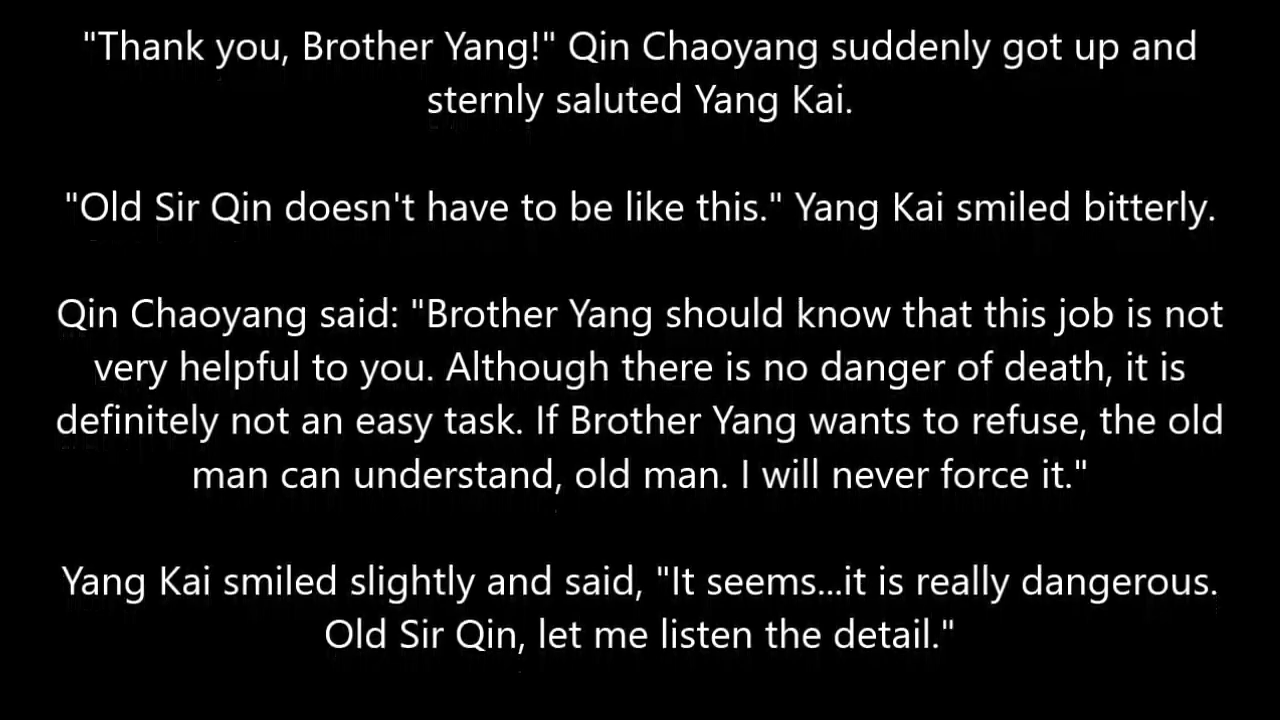 "Thank you, Brother Yang!" Qin Chaoyang suddenly got up and
sternly saluted Yang Kai.
"Old Sir Qin doesn't have to be like this." Yang Kai smiled bitterly.
Qin Chaoyang said: "Brother Yang should know that this job is not
very helpful to you. Although there is no danger of death, it is
definitely not an easy task. If Brother Yang wants to refuse, the old
man can understand, old man. I will never force it."
Yang Kai smiled slightly and said, "It seems...it is really dangerous.
Old Sir Qin, let me listen the detail."